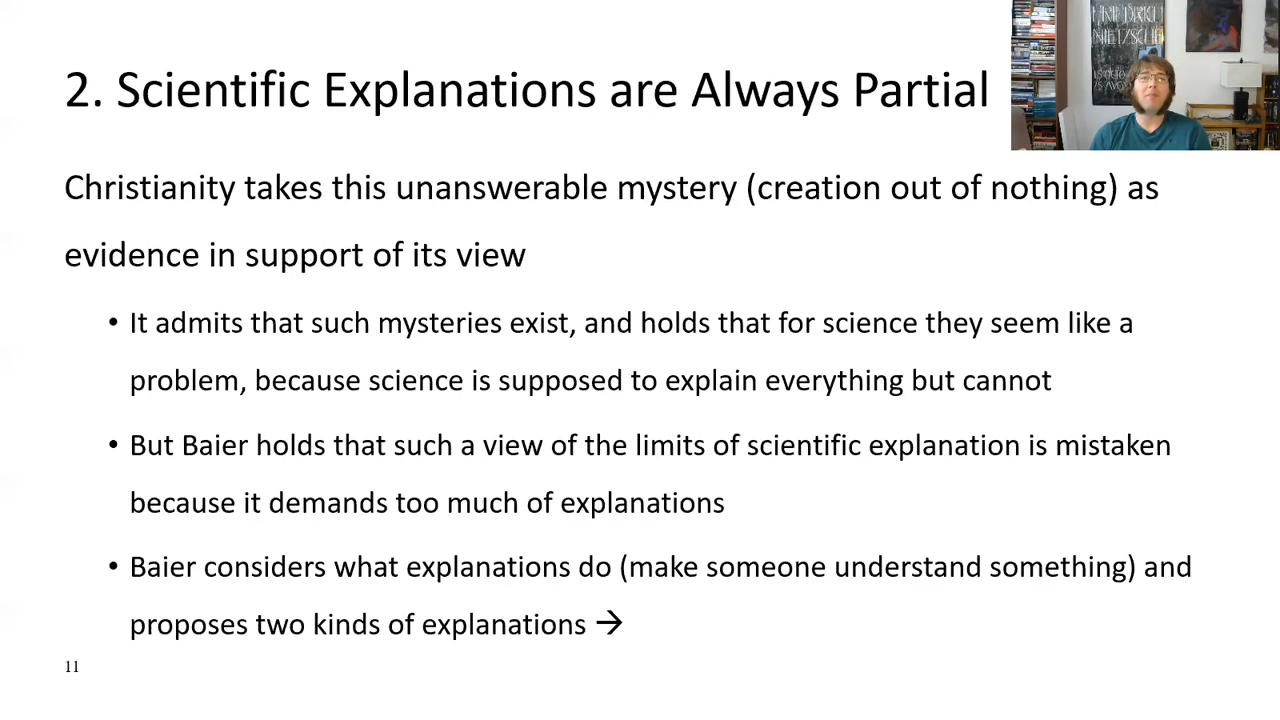 2. Scientific Explanations are Always Partial
NIETZSCHE
Christianity takes this unanswerable mystery (creation out of nothing) as
evidence in support of its view
• It admits that such mysteries exist, and holds that for science they seem like a
problem, because science is supposed to explain everything but cannot
• But Baier holds that such a view of the limits of scientific explanation is mistaken
because it demands too much of explanations
• Baier considers what explanations do (make someone understand something) and
proposes two kinds of explanations →
11